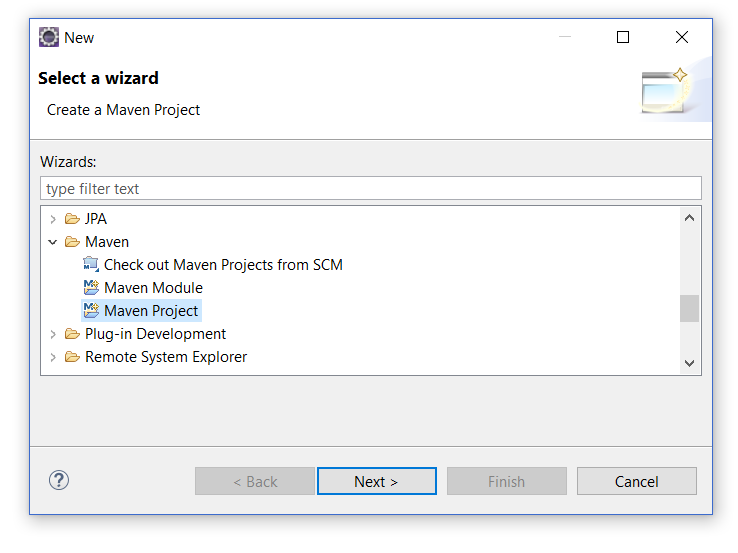 New
Select a wizard
Create a Maven Project
Wizards:
type filter text
JPA
Maven
Check out Maven Projects from SCM
Maven Module
Maven Project
Plug-in Development
Remote System Explorer
< Back Next > Finish Cancel